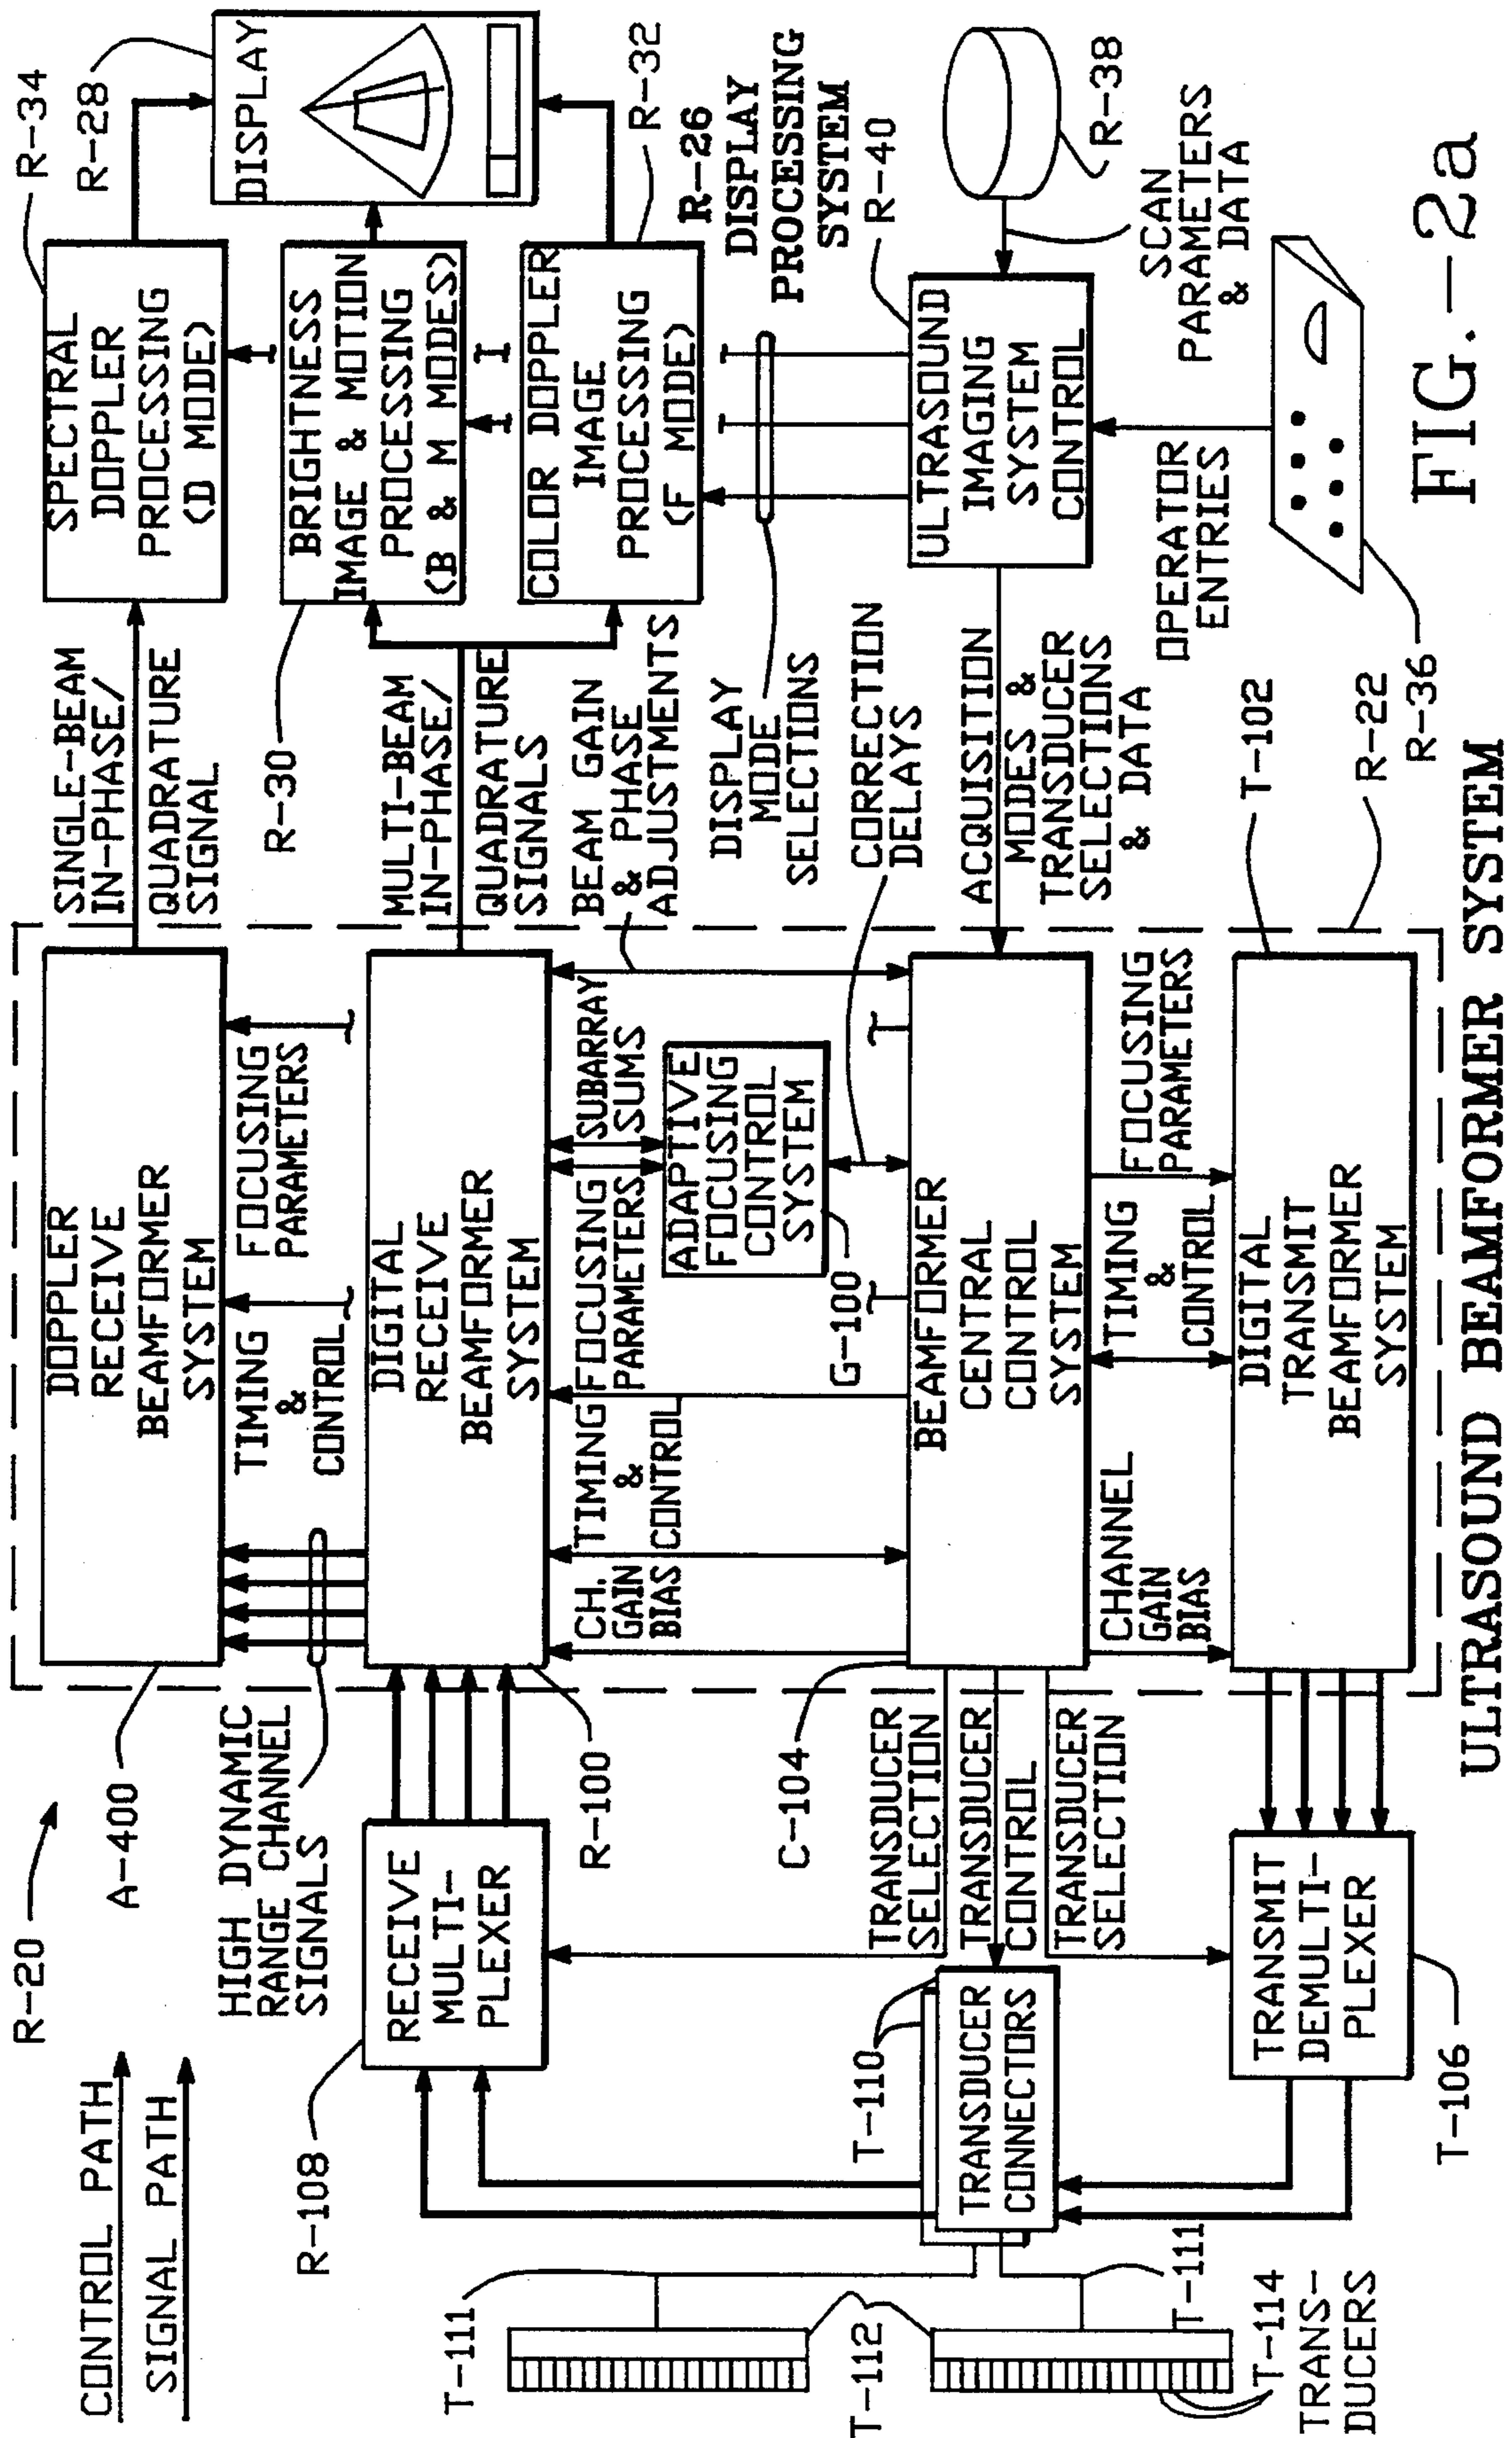 CONTROL PATH
SIGNAL PATH
R-20
A-400
HIGH DYNAMIC
RANGE CHANNEL
SIGNALS
R-108
RECEIVE
MULTI-
PLEXER
R-100
C-104
TRANSDUCER
SELECTION
TRANSDUCER
CONTROL
TRANSDUCER
SELECTION
T-110
TRANSDUCER
CONNECTORS
TRANSMIT
DEMULTI-
PLEXER
T-106
T-111
T-112
T-111
T-114
TRANS-
DUCERS
DOPPLER
RECEIVE
BEAMFORMER
SYSTEM
TIMING
&
CONTROL
FOCUSING
PARAMETERS
DIGITAL
RECEIVE
BEAMFORMER
SYSTEM
CH.
GAIN
BIAS
TIMING
&
CONTROL
FOCUSING
PARAMETERS
SUBARRAY
SUMS
ADAPTIVE
FOCUSING
CONTROL
SYSTEM
G-100
BEAMFORMER
CENTRAL
CONTROL
SYSTEM
CHANNEL
GAIN
BIAS
TIMING
&
CONTROL
FOCUSING
PARAMETERS
DIGITAL
TRANSMIT
BEAMFORMER
SYSTEM
ULTRASOUND BEAMFORMER SYSTEM
T-102
R-22
SINGLE-BEAM
IN-PHASE/
QUADRATURE
SIGNAL
MULTI-BEAM
IN-PHASE/
QUADRATURE
SIGNALS
BEAM GAIN
& PHASE
ADJUSTMENTS
DISPLAY
MODE
SELECTIONS
CORRECTION
DELAYS
ACQUISITION
MODES &
TRANSDUCER
SELECTIONS
& DATA
R-30
SPECTRAL
DOPPLER
PROCESSING
(D MODE)
R-34
BRIGHTNESS
IMAGE & MOTION
PROCESSING
(B & M MODES)
COLOR DOPPLER
IMAGE
PROCESSING
(F MODE)
R-28
DISPLAY
R-32
R-26
DISPLAY
PROCESSING
SYSTEM
R-40
ULTRASOUND
IMAGING
SYSTEM
CONTROL
R-38
SCAN
PARAMETERS
& DATA
OPERATOR
ENTRIES
R-36
FIG.-2a